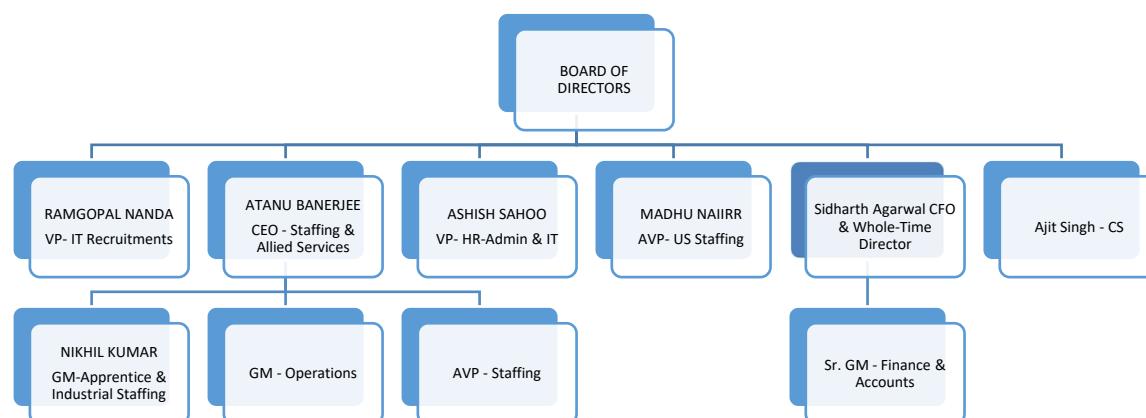 BOARD OF
DIRECTORS
RAMGOPAL NANDA
VP- IT Recruitments
ATANU BANERJEE
CEO - Staffing &
Allied Services
ASHISH SAHOO
VP- HR-Admin & IT
MADHU NAIIRR
AVP- US Staffing
Sidharth Agarwal CFO
& Whole-Time
Director
Ajit Singh - CS
NIKHIL KUMAR
GM-Apprentice &
Industrial Staffing
GM - Operations
AVP - Staffing
Sr. GM - Finance &
Accounts